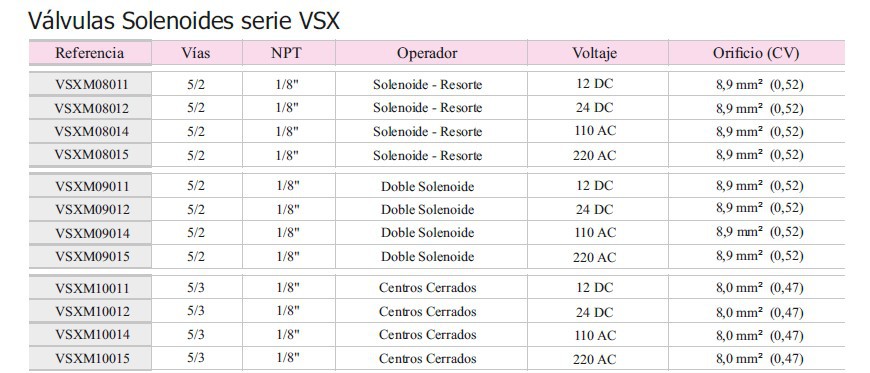 Válvulas Solenoides serie VSX
Referencia Vías NPT Operador Voltaje Orificio (CV)
VSXM08011 5/2 1/8" Solenoide - Resorte 12 DC 8,9 mm² (0,52)
VSXM08012 5/2 1/8" Solenoide - Resorte 24 DC 8,9 mm² (0,52)
VSXM08014 5/2 1/8" Solenoide - Resorte 110 AC 8,9 mm² (0,52)
VSXM08015 5/2 1/8" Solenoide - Resorte 220 AC 8,9 mm² (0,52)
VSXM09011 5/2 1/8" Doble Solenoide 12 DC 8,9 mm² (0,52)
VSXM09012 5/2 1/8" Doble Solenoide 24 DC 8,9 mm² (0,52)
VSXM09014 5/2 1/8" Doble Solenoide 110 AC 8,9 mm² (0,52)
VSXM09015 5/2 1/8" Doble Solenoide 220 AC 8,9 mm² (0,52)
VSXM10011 5/3 1/8" Centros Cerrados 12 DC 8,0 mm² (0,47)
VSXM10012 5/3 1/8" Centros Cerrados 24 DC 8,0 mm² (0,47)
VSXM10014 5/3 1/8" Centros Cerrados 110 AC 8,0 mm² (0,47)
VSXM10015 5/3 1/8" Centros Cerrados 220 AC 8,0 mm² (0,47)